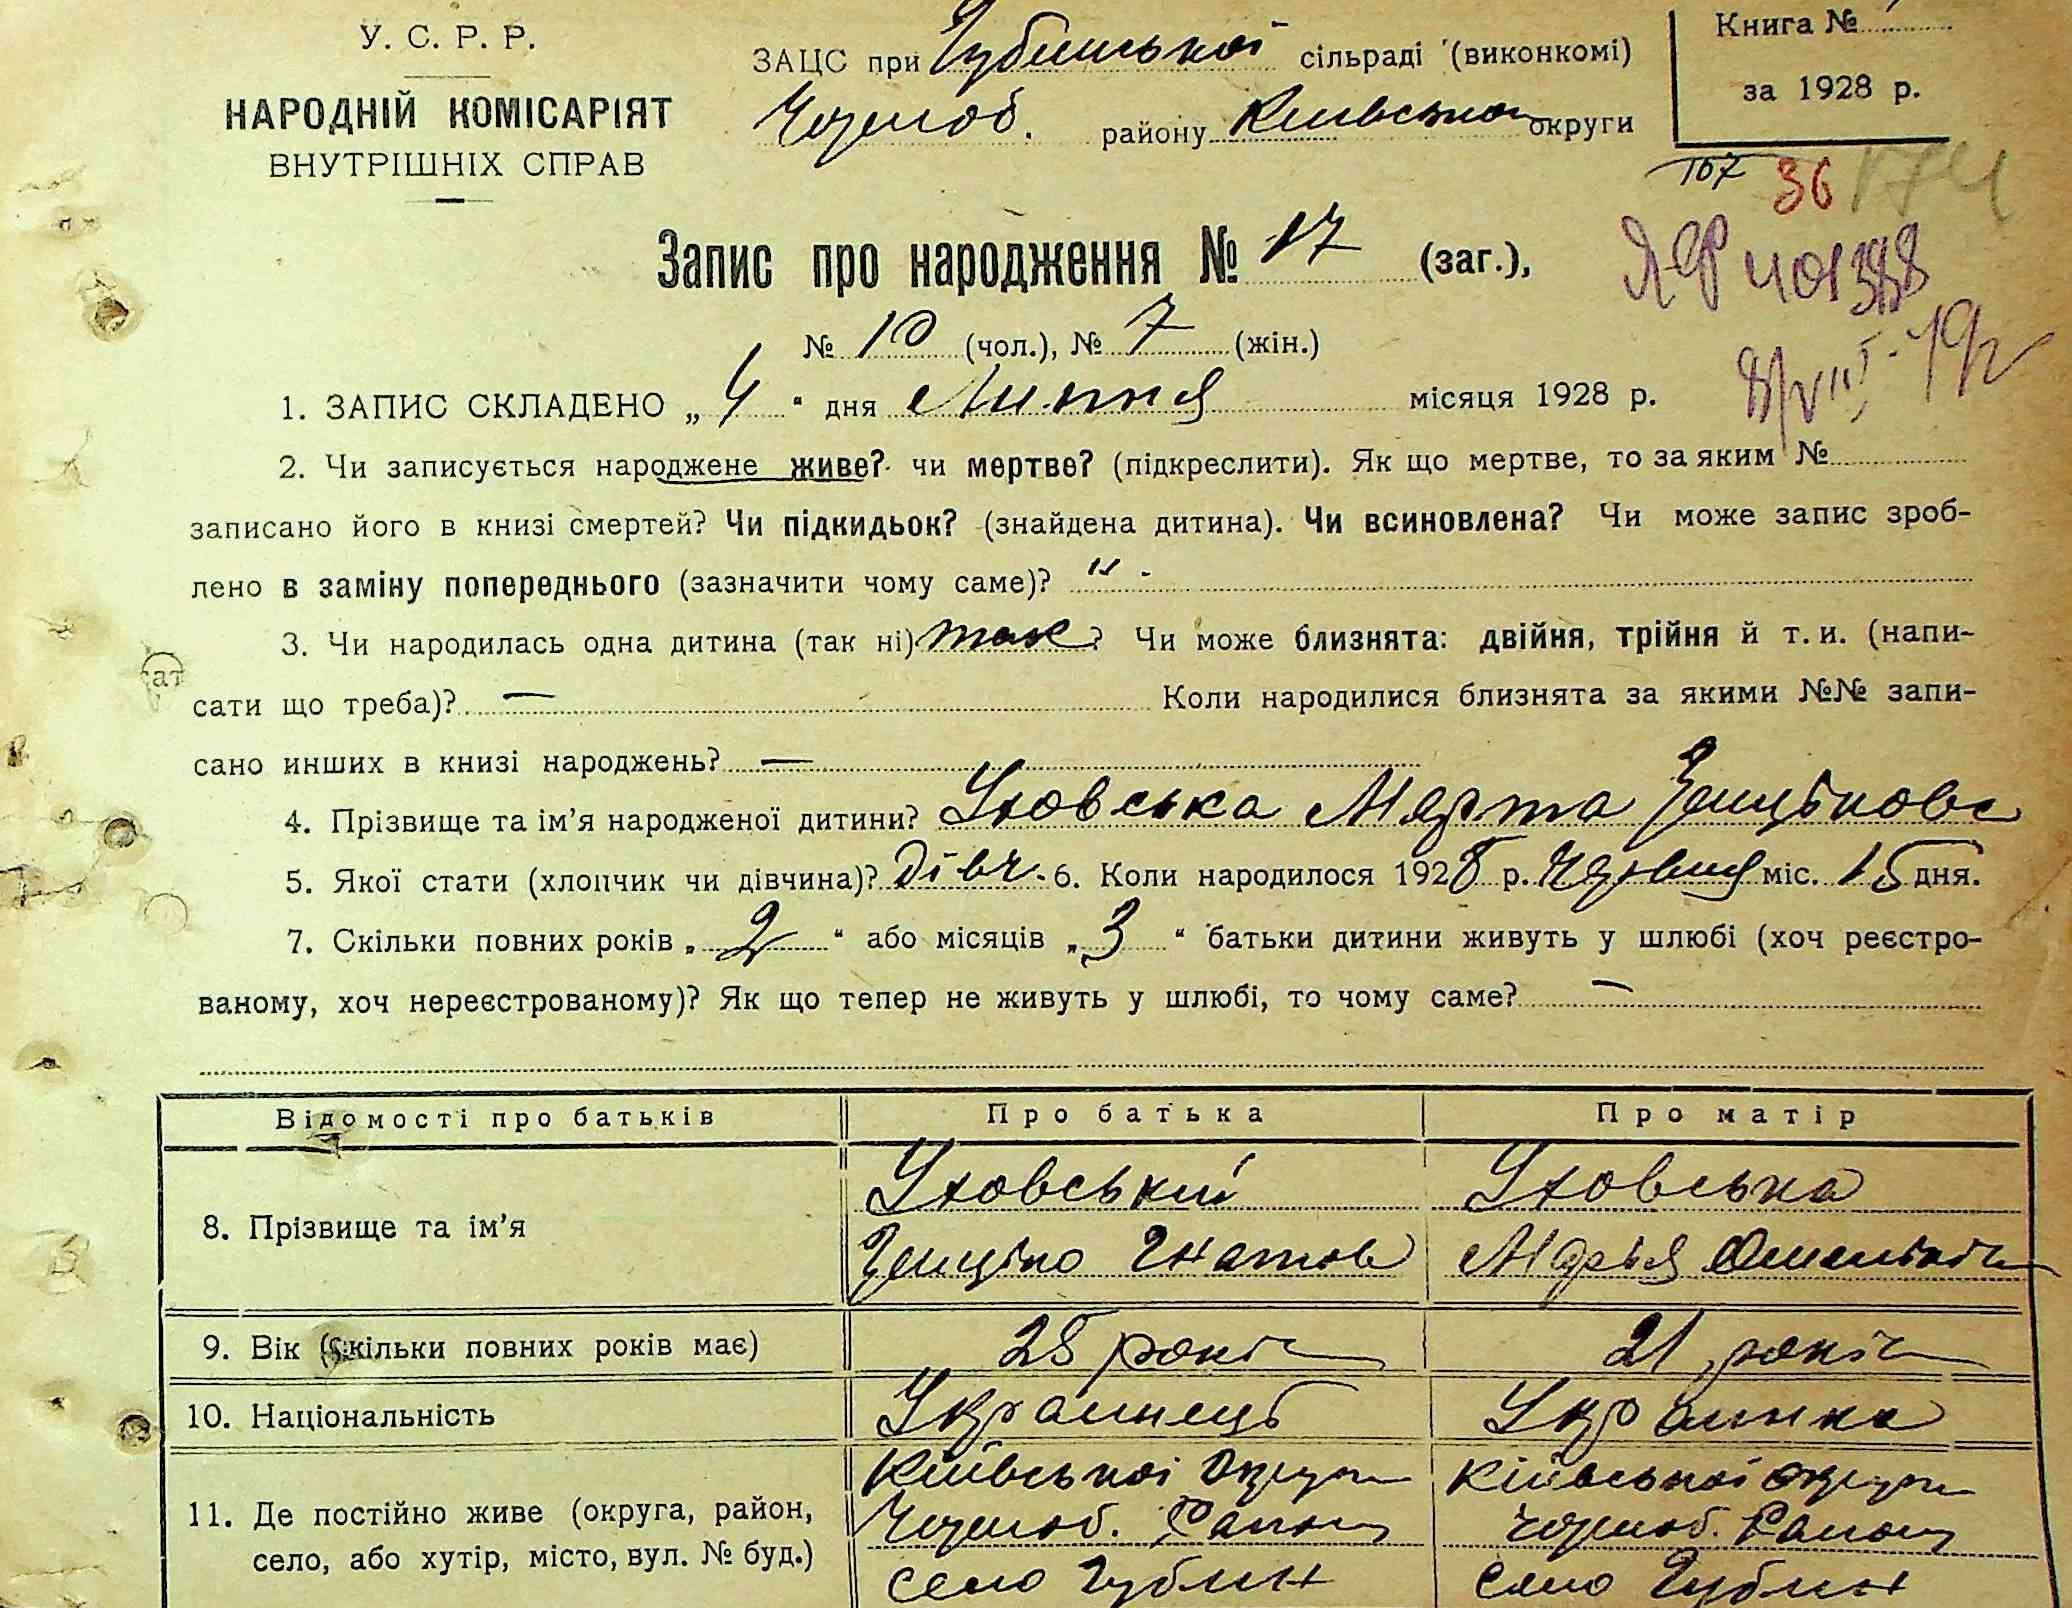 У. С. Р. Р.
НАРОДНІЙ КОМІСАРІЯТ
ВНУТРІШНІХ СПРАВ
ЗАЦС при Губинської сільраді (виконкомі)
Чорноб. району Київської округи
Книга №
за 1928 р.
107 36
ЯЄР 401388
Запис про народження № 17 (заг.),
№ 10 (чол.), № 7 (жін.)
1. ЗАПИС СКЛАДЕНО „ 4 “ дня Липня місяця 1928 р.
2. Чи записується народжене живе? чи мертве? (підкреслити). Як що мертве, то за яким №
записано його в книзі смертей? Чи підкидьок? (знайдена дитина). Чи всиновлена? Чи може запис зроб-
лено в заміну попереднього (зазначити чому саме)? " -
3. Чи народилась одна дитина (так ні) так? Чи може близнята: двійня, трійня й т. и. (напи-
сати що треба)? — Коли народилися близнята за якими №№ запи-
сано инших в книзі народжень? —
4. Прізвище та ім’я народженої дитини? Уховська Марта
5. Якої стати (хлопчик чи дівчина)? Дівч. 6. Коли народилося 1928 р. Червня міс. 15 дня.
7. Скільки повних років „ 2 “ або місяців „ 3 “ батьки дитини живуть у шлюбі (хоч реєстро-
ваному, хоч нереєстрованому)? Як що тепер не живуть у шлюбі, то чому саме? —
Відомості про батьків Про батька Про матір
8. Прізвище та ім’я
Уховський Уховська
Гнатов Марья
9. Вік (скільки повних років має) 28 років 21 років
10. Національність Українець Українка
11. Де постійно живе (округа, район,
село, або хутір, місто, вул. № буд.)
Київської Округи Київської округи
Чорноб. Району Чорноб. Району
село Губин Село Губин